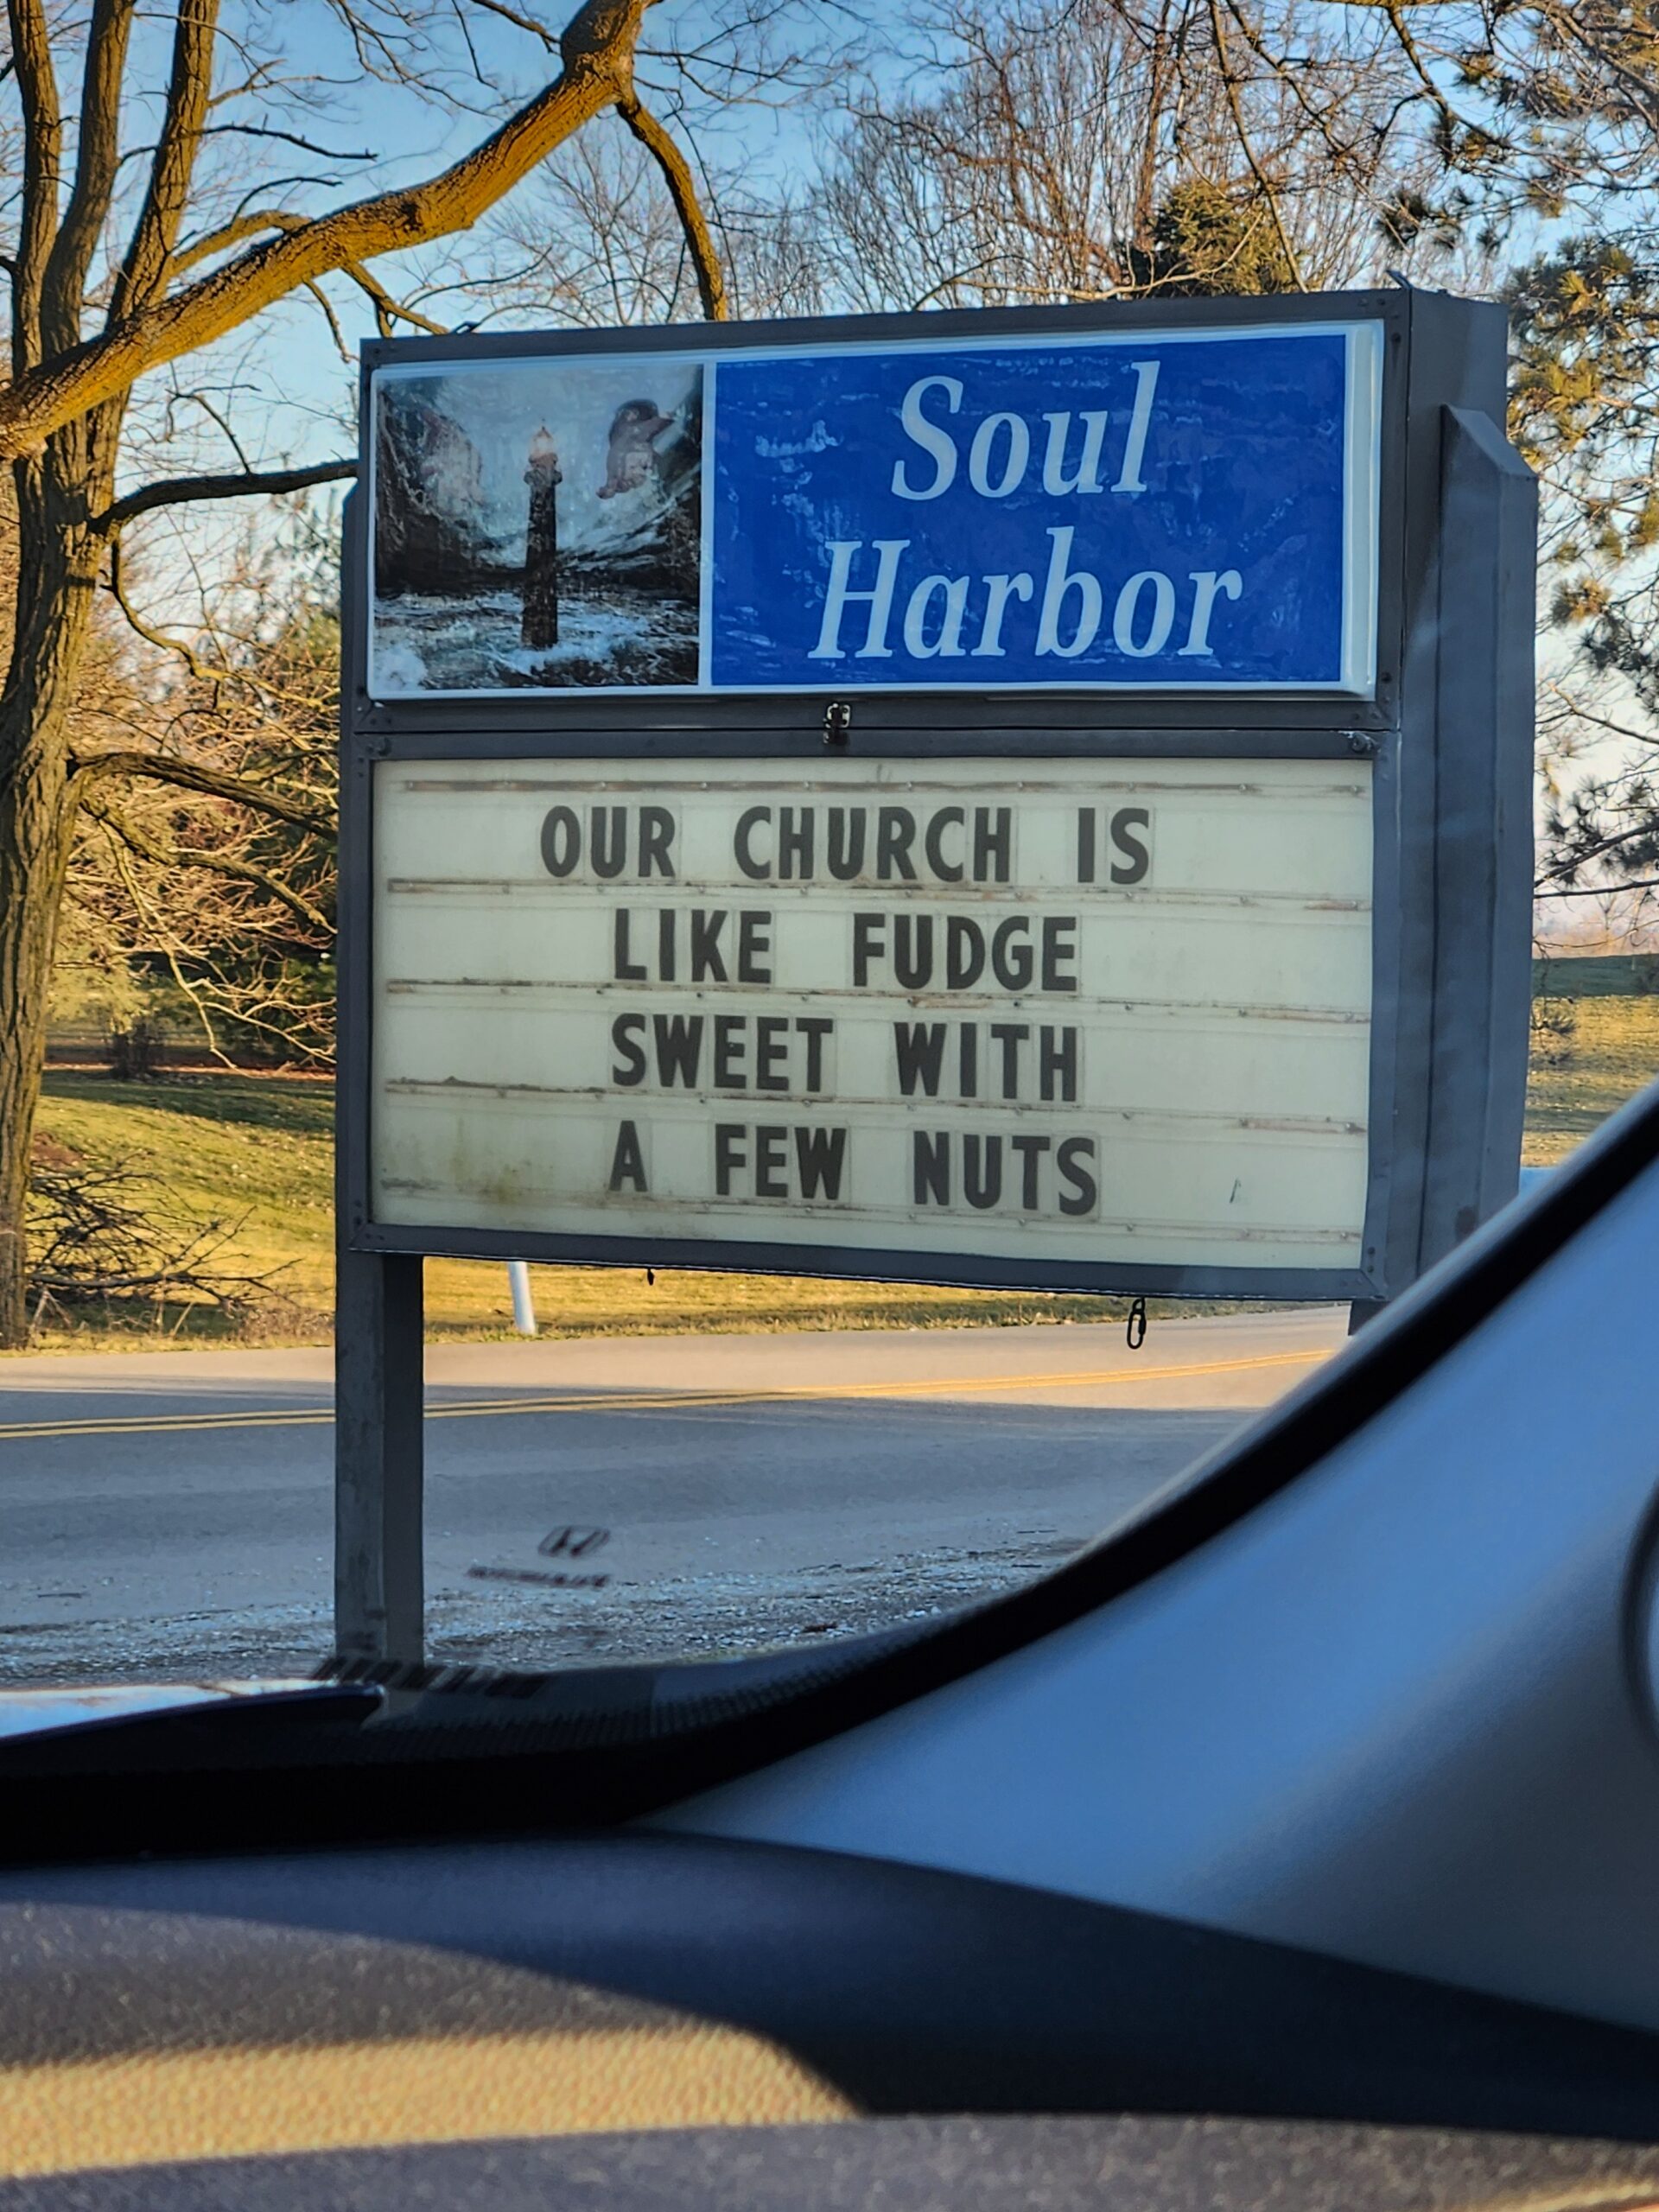 Soul
Harbor
OUR CHURCH IS
LIKE FUDGE
SWEET WITH
A FEW NUTS